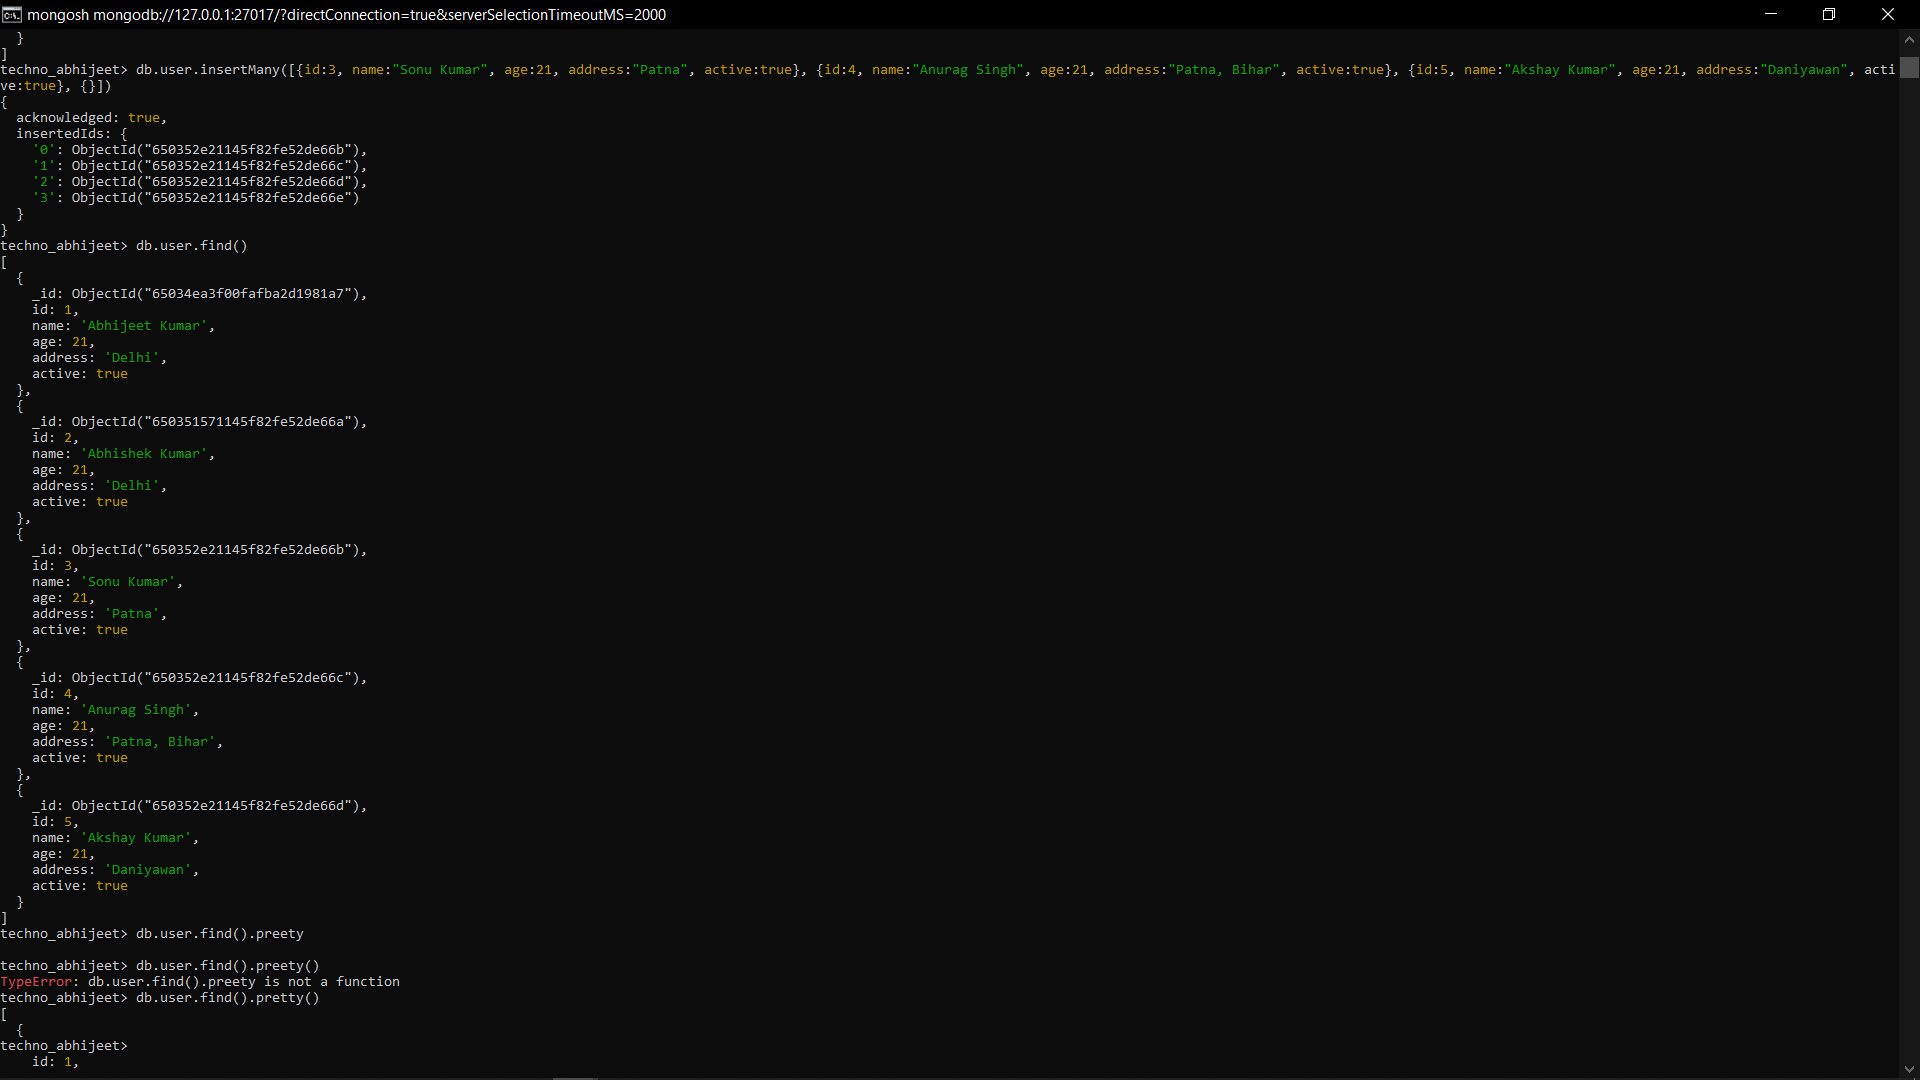 mongosh mongodb://127.0.0.1:27017/?directConnection=true&serverSelectionTimeoutMS=2000
  }
]
techno_abhijeet> db.user.insertMany([{id:3, name:"Sonu Kumar", age:21, address:"Patna", active:true}, {id:4, name:"Anurag Singh", age:21, address:"Patna, Bihar", active:true}, {id:5, name:"Akshay Kumar", age:21, address:"Daniyawan", acti
ve:true}, {}])
{
  acknowledged: true,
  insertedIds: {
    '0': ObjectId("650352e21145f82fe52de66b"),
    '1': ObjectId("650352e21145f82fe52de66c"),
    '2': ObjectId("650352e21145f82fe52de66d"),
    '3': ObjectId("650352e21145f82fe52de66e")
  }
}
techno_abhijeet> db.user.find()
[
  {
    _id: ObjectId("65034ea3f00fafba2d1981a7"),
    id: 1,
    name: 'Abhijeet Kumar',
    age: 21,
    address: 'Delhi',
    active: true
  },
  {
    _id: ObjectId("650351571145f82fe52de66a"),
    id: 2,
    name: 'Abhishek Kumar',
    age: 21,
    address: 'Delhi',
    active: true
  },
  {
    _id: ObjectId("650352e21145f82fe52de66b"),
    id: 3,
    name: 'Sonu Kumar',
    age: 21,
    address: 'Patna',
    active: true
  },
  {
    _id: ObjectId("650352e21145f82fe52de66c"),
    id: 4,
    name: 'Anurag Singh',
    age: 21,
    address: 'Patna, Bihar',
    active: true
  },
  {
    _id: ObjectId("650352e21145f82fe52de66d"),
    id: 5,
    name: 'Akshay Kumar',
    age: 21,
    address: 'Daniyawan',
    active: true
  }
]
techno_abhijeet> db.user.find().preety
techno_abhijeet> db.user.find().preety()
TypeError: db.user.find().preety is not a function
techno_abhijeet> db.user.find().pretty()
[
  {
techno_abhijeet>
    id: 1,